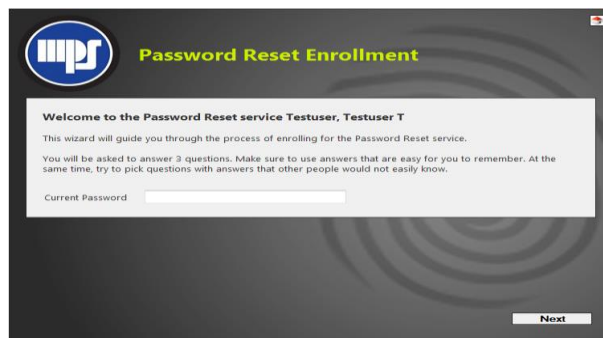 mps
Password Reset Enrollment
Welcome to the Password Reset service Testuser, Testuser T
This wizard will guide you through the process of enrolling for the Password Reset service.
You will be asked to answer 3 questions. Make sure to use answers that are easy for you to remember. At the
same time, try to pick questions with answers that other people would not easily know.
Current Password
Next